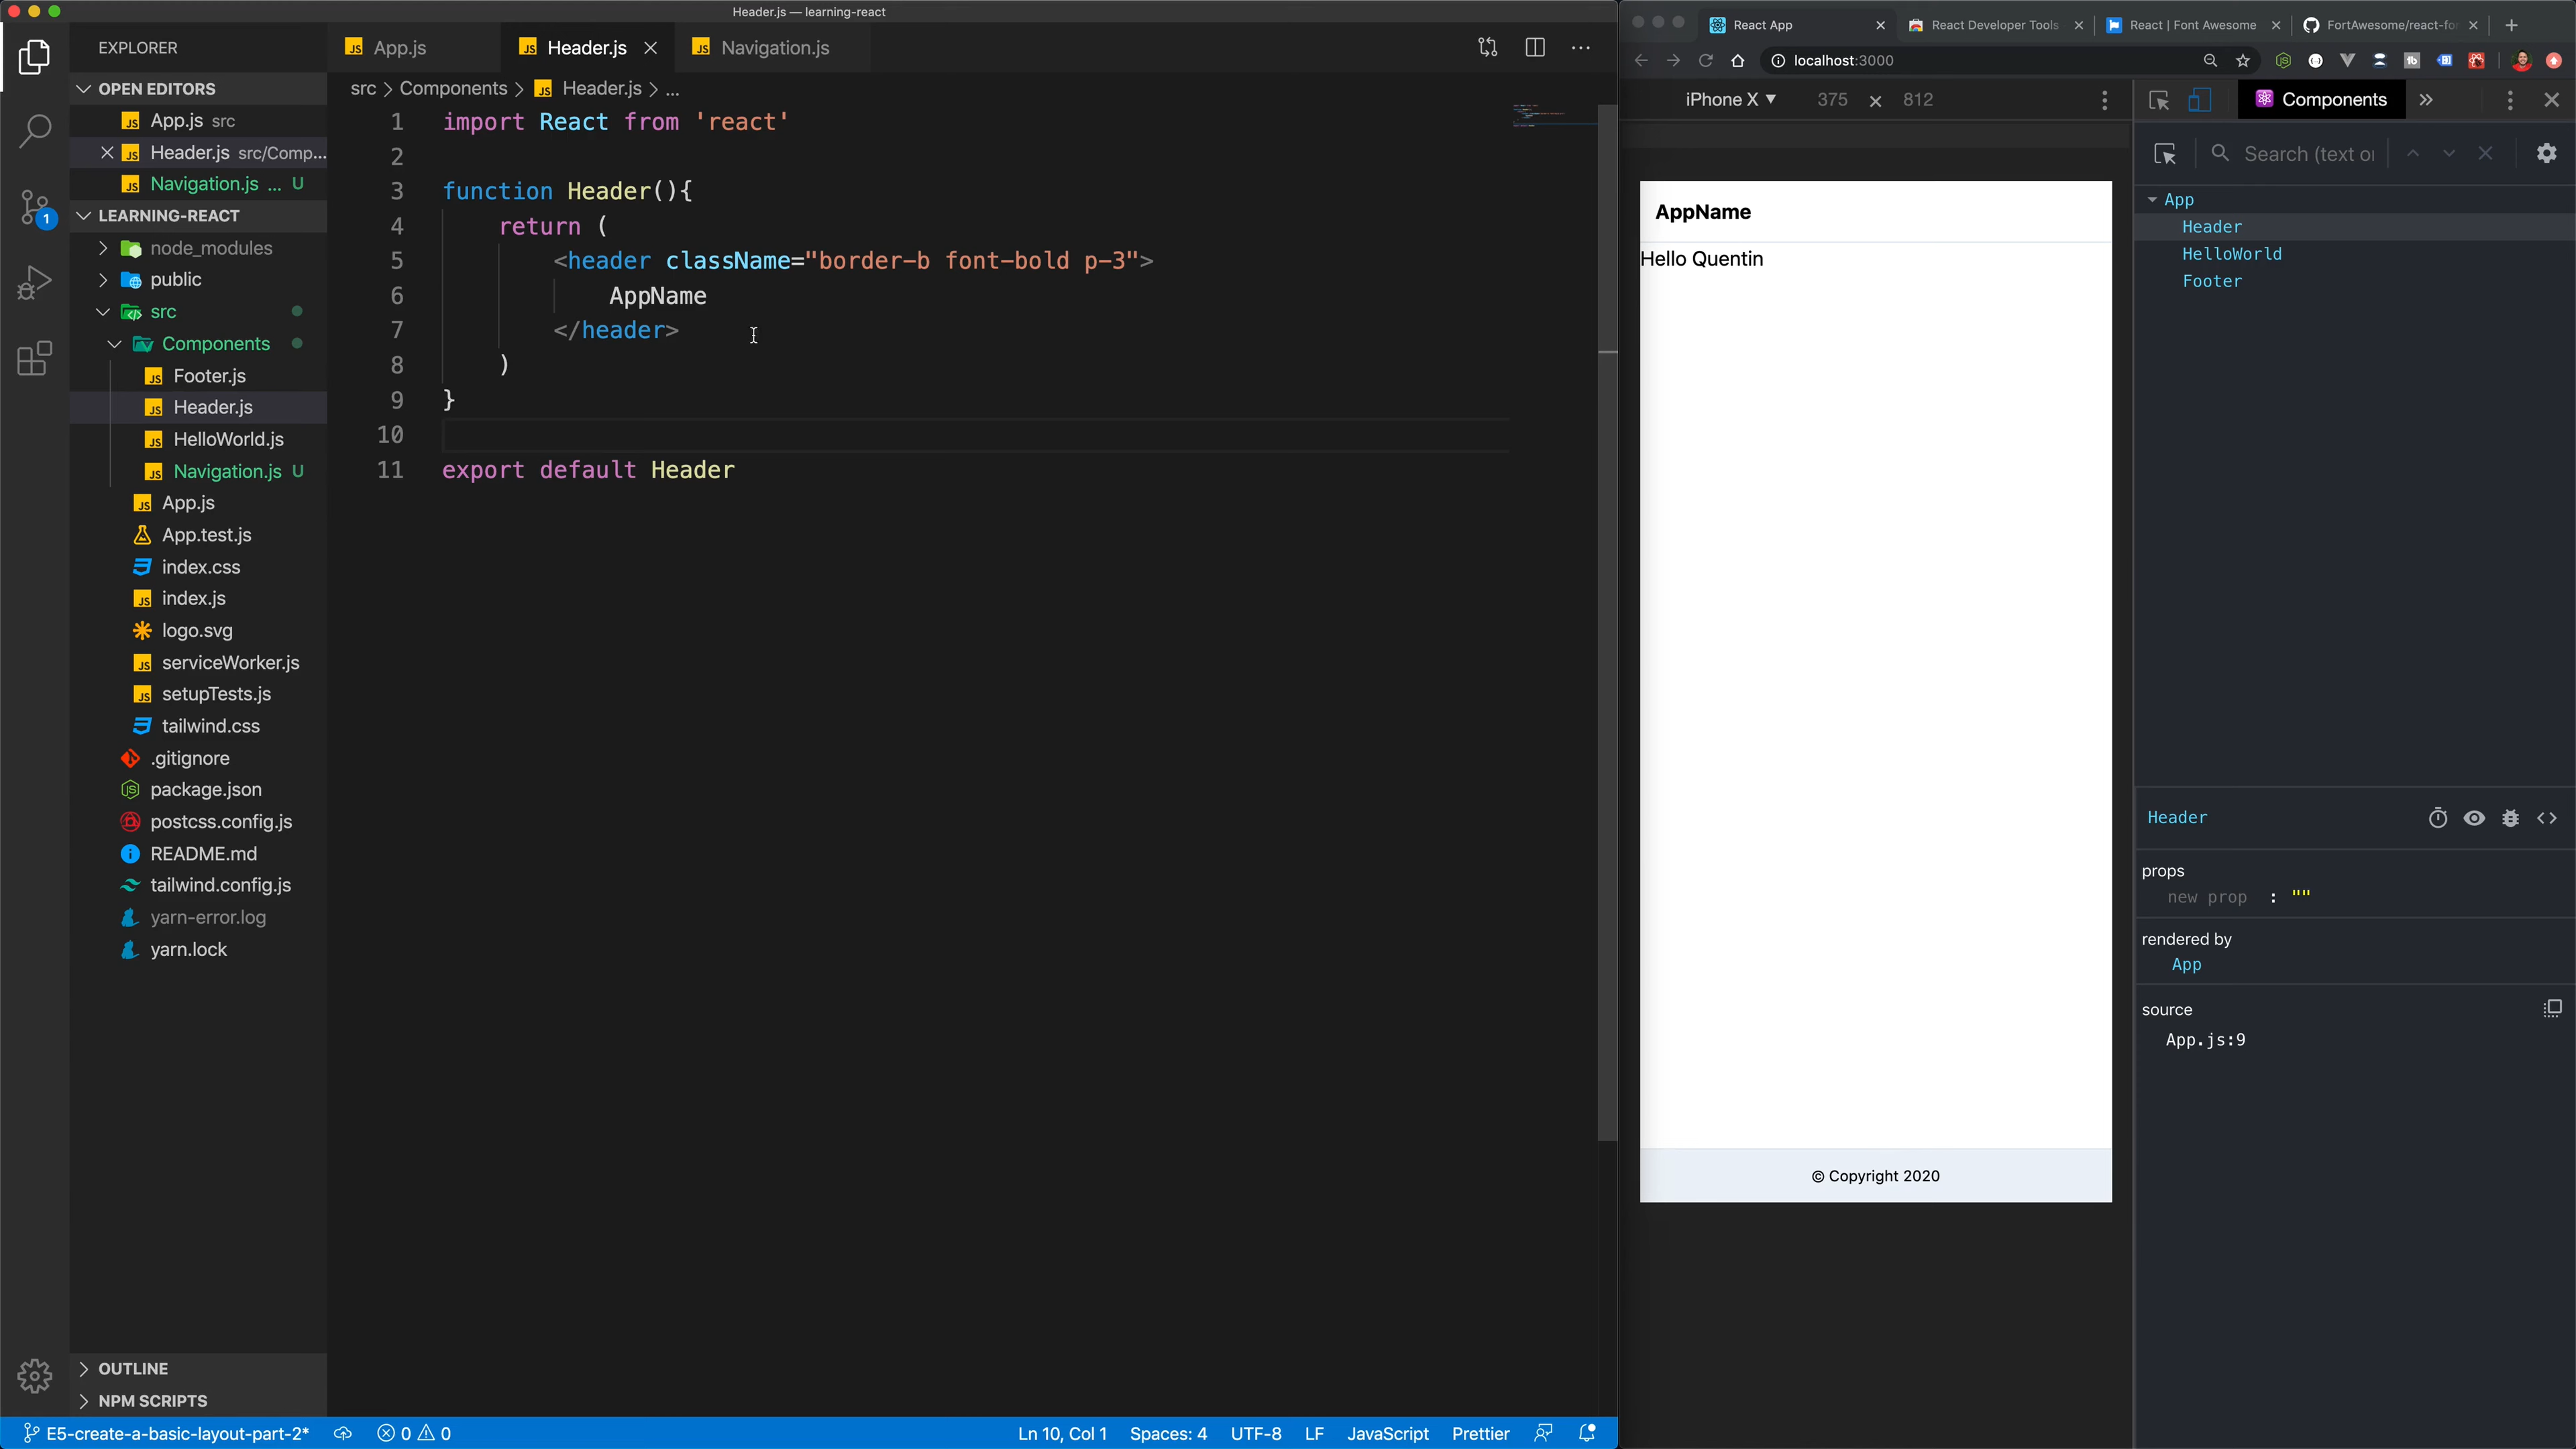 Header.js — learning-react
EXPLORER
OPEN EDITORS
App.js src
Header.js src/Comp...
Navigation.js ... U
LEARNING-REACT
node_modules
public
src
Components
Footer.js
Header.js
HelloWorld.js
Navigation.js U
App.js
App.test.js
index.css
index.js
logo.svg
serviceWorker.js
setupTests.js
tailwind.css
.gitignore
package.json
postcss.config.js
README.md
tailwind.config.js
yarn-error.log
yarn.lock
OUTLINE
NPM SCRIPTS
App.js
Header.js
Navigation.js
src > Components > Header.js > ...
1 import React from 'react'
2
3 function Header(){
4 return (
5 <header className="border-b font-bold p-3">
6 AppName
7 </header>
8 )
9 }
10
11 export default Header
E5-create-a-basic-layout-part-2* 0 0
Ln 10, Col 1 Spaces: 4 UTF-8 LF JavaScript Prettier
React App
React Developer Tools
React | Font Awesome
FortAwesome/react-fo
localhost:3000
iPhone X 375 × 812
AppName
Hello Quentin
© Copyright 2020
Components
Search (text or
App
Header
HelloWorld
Footer
Header
props
new prop : ""
rendered by
App
source
App.js:9